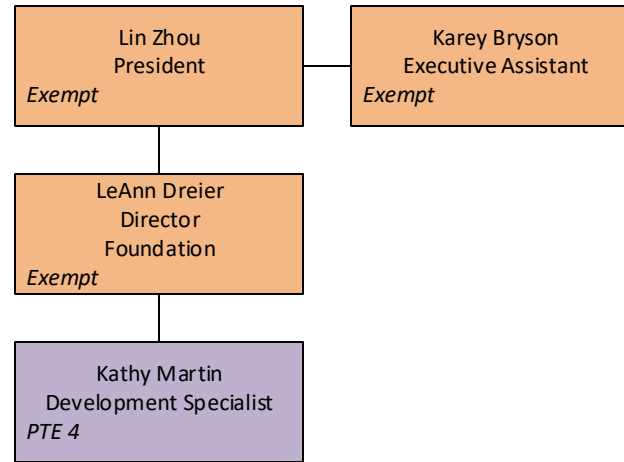 Lin Zhou
President
Exempt
Karey Bryson
Executive Assistant
Exempt
LeAnn Dreier
Director
Foundation
Exempt
Kathy Martin
Development Specialist
PTE 4